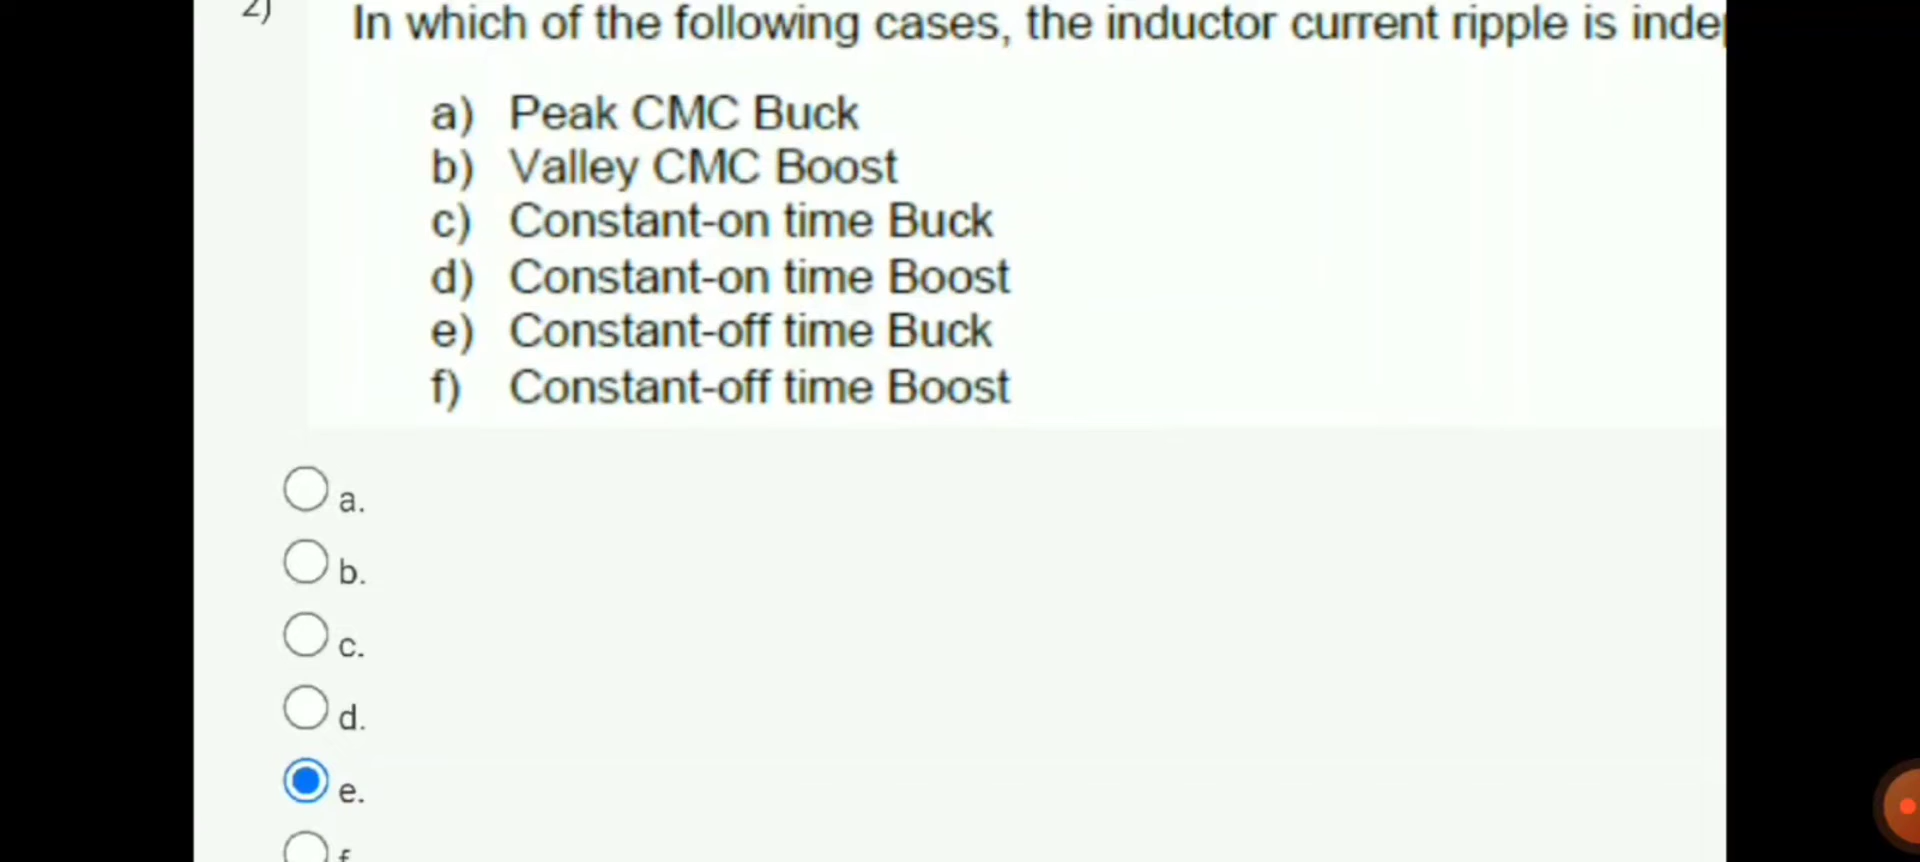 2)
In which of the following cases, the inductor current ripple is
a) Peak CMC Buck
b) Valley CMC Boost
c) Constant-on time Buck
d) Constant-on time Boost
e) Constant-off time Buck
f) Constant-off time Boost
a.
b.
c.
d.
e.
f